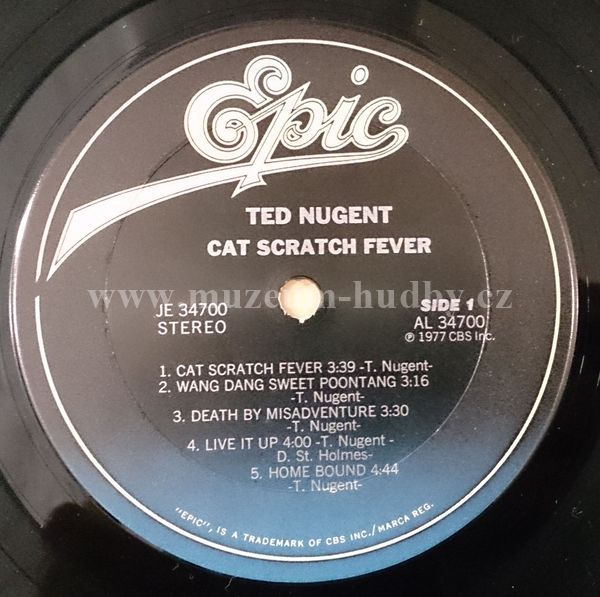 Epic
TED NUGENT
CAT SCRATCH FEVER
www.muzeum-hudby.cz
JE 34700
STEREO
SIDE 1
AL 34700
℗ 1977 CBS Inc.
1. CAT SCRATCH FEVER 3:39 -T. Nugent-
2. WANG DANG SWEET POONTANG 3:16
-T. Nugent-
3. DEATH BY MISADVENTURE 3:30
-T. Nugent-
4. LIVE IT UP 4:00 -T. Nugent -
D. St. Holmes-
5. HOME BOUND 4:44
-T. Nugent-
"EPIC", IS A TRADEMARK OF CBS INC./MARCA REG.